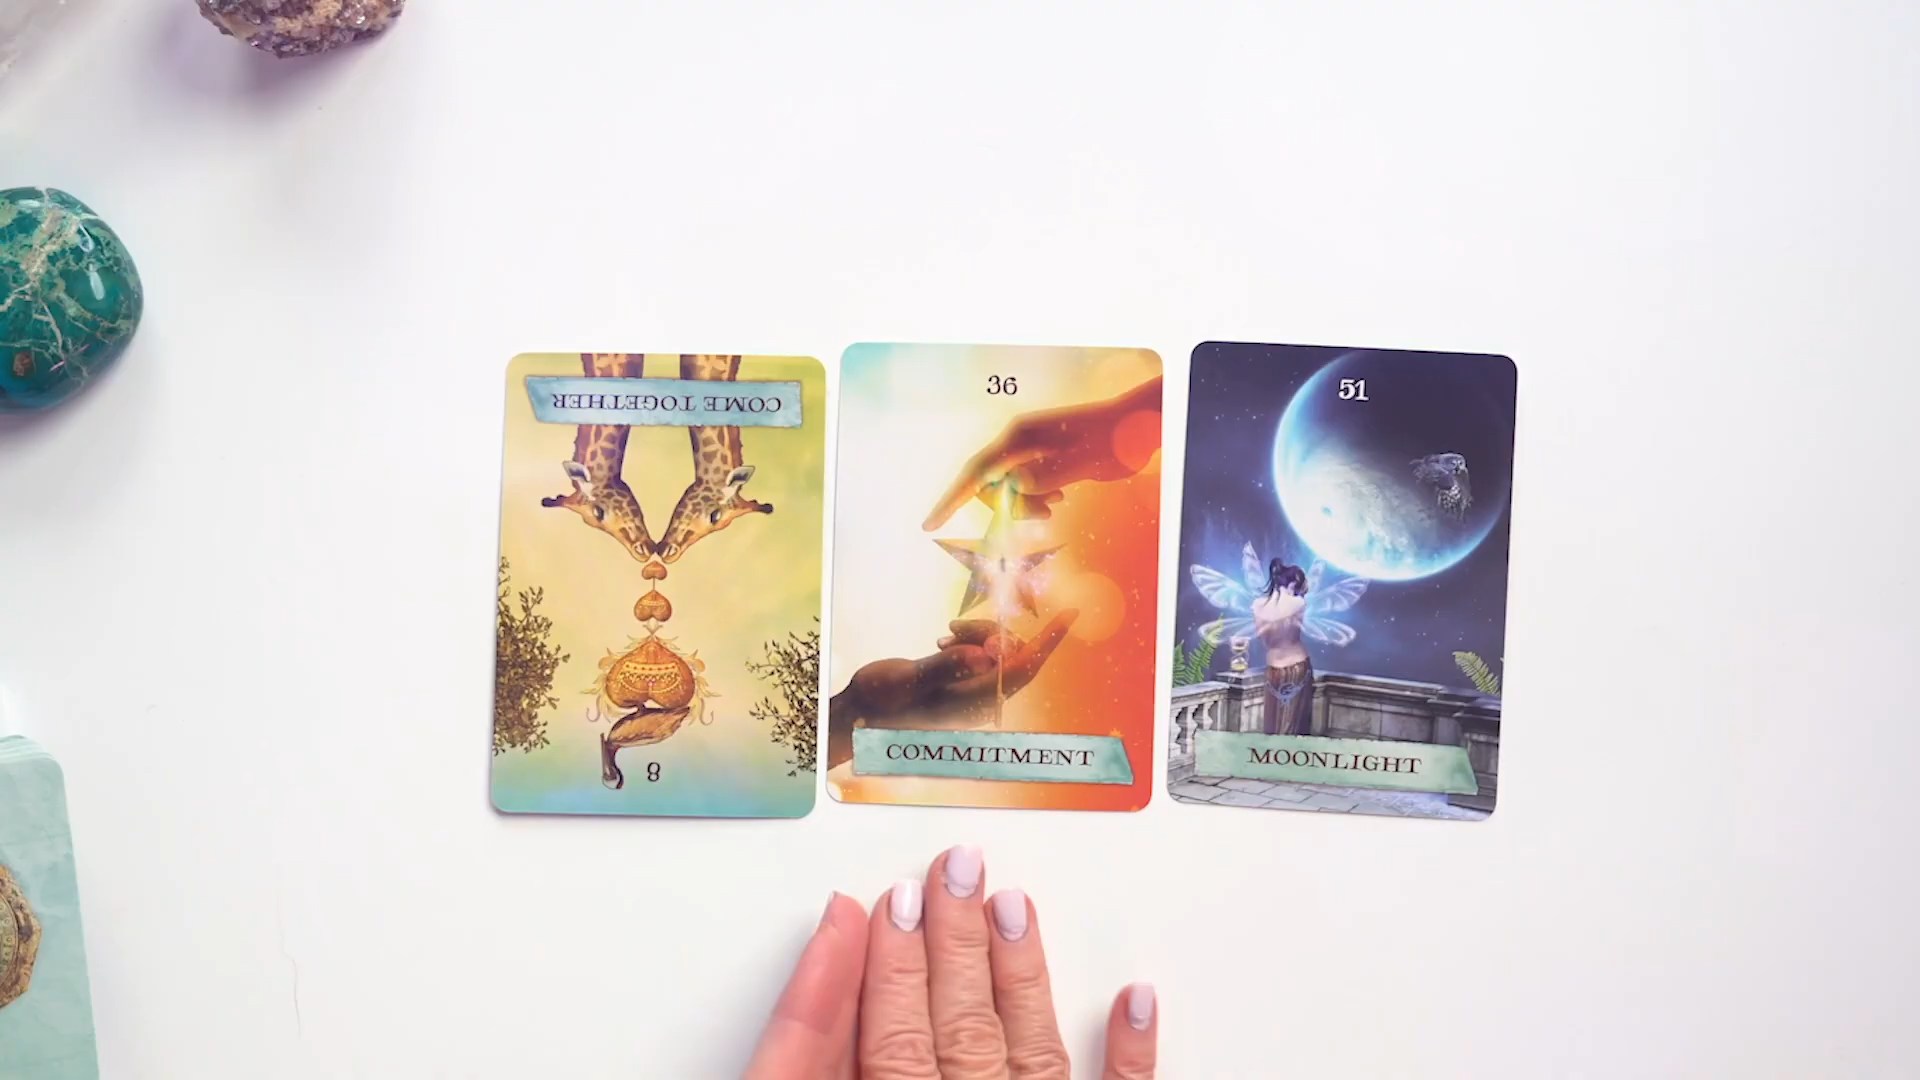 COME TOGETHER
8
36
COMMITMENT
51
MOONLIGHT